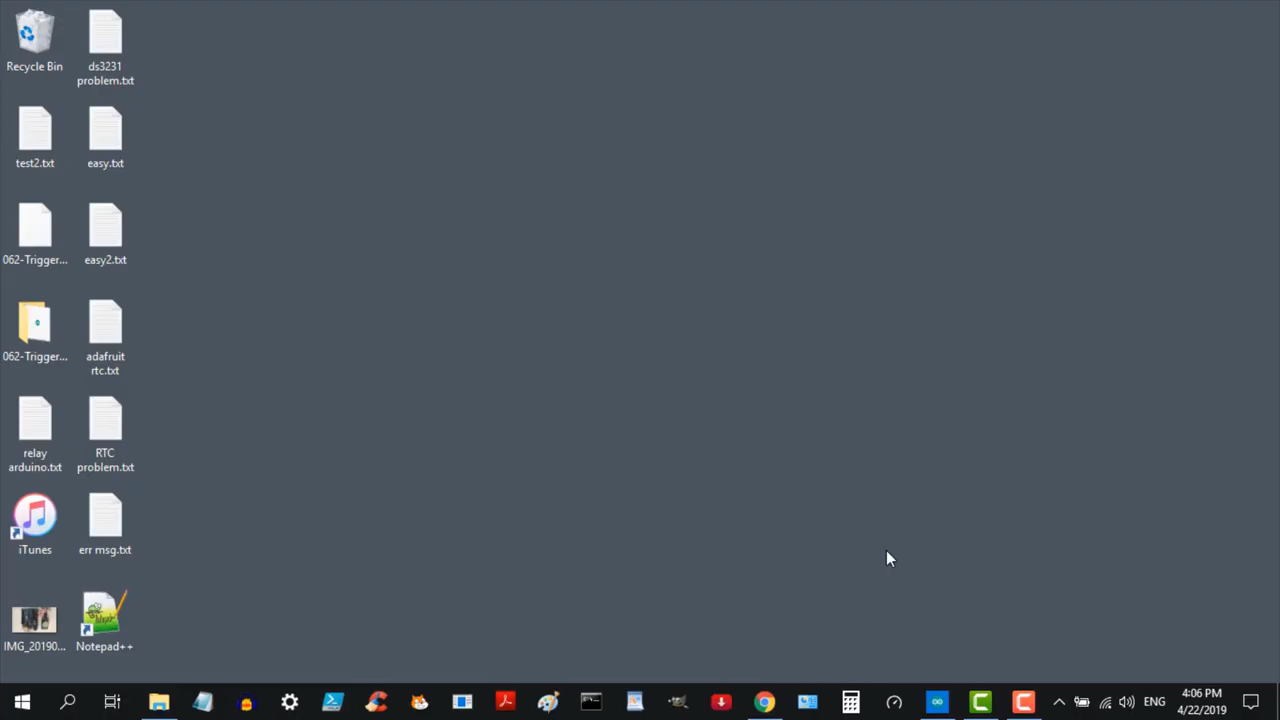 Recycle Bin
ds3231
problem.txt
test2.txt
easy.txt
062-Trigger...
easy2.txt
062-Trigger...
adafruit
rtc.txt
relay
arduino.txt
RTC
problem.txt
iTunes
err msg.txt
IMG_20190...
Notepad++
ENG
4:06 PM
4/22/2019